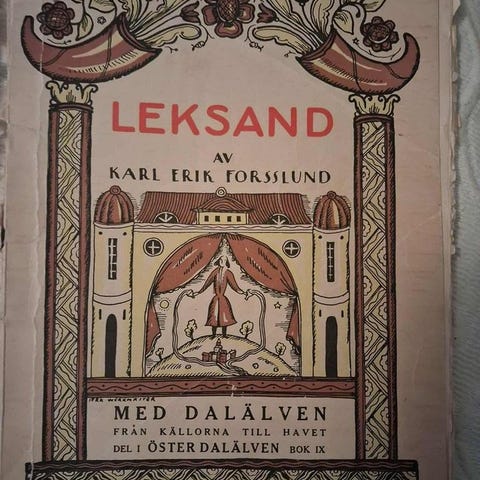 LEKSAND
AV
KARL ERIK FORSSLUND
MED DALÄLVEN
FRÅN KÄLLORNA TILL HAVET
DEL I ÖSTER DALÄLVEN BOK IX